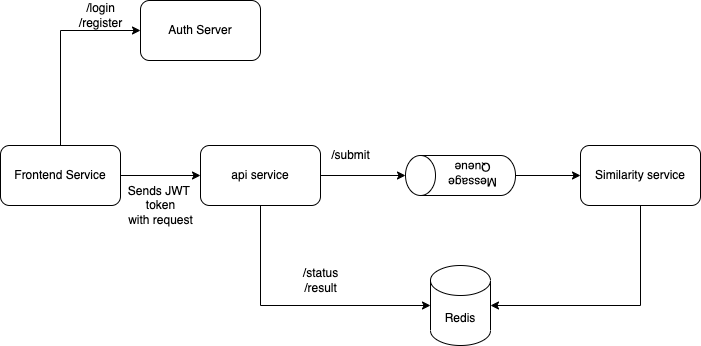 /login
/register
Auth Server
Frontend Service
Sends JWT
token
with request
api service
/submit
Message
Queue
Similarity service
/status
/result
Redis